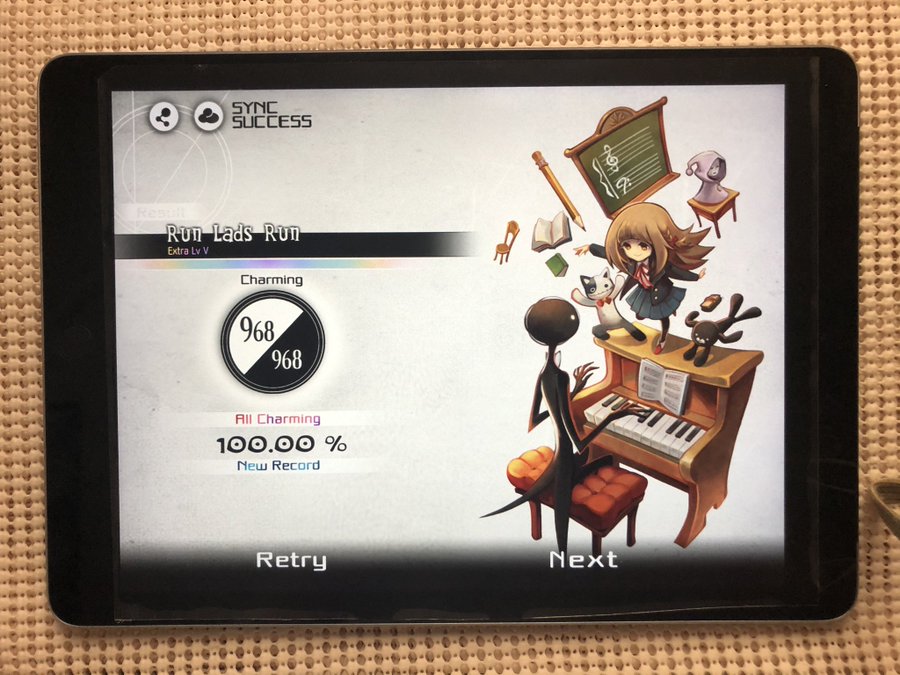 SYNC
SUCCESS
Result
Run Lads Run
Extra Lv V
Charming
968
968
All Charming
100.00 %
New Record
Retry
Next